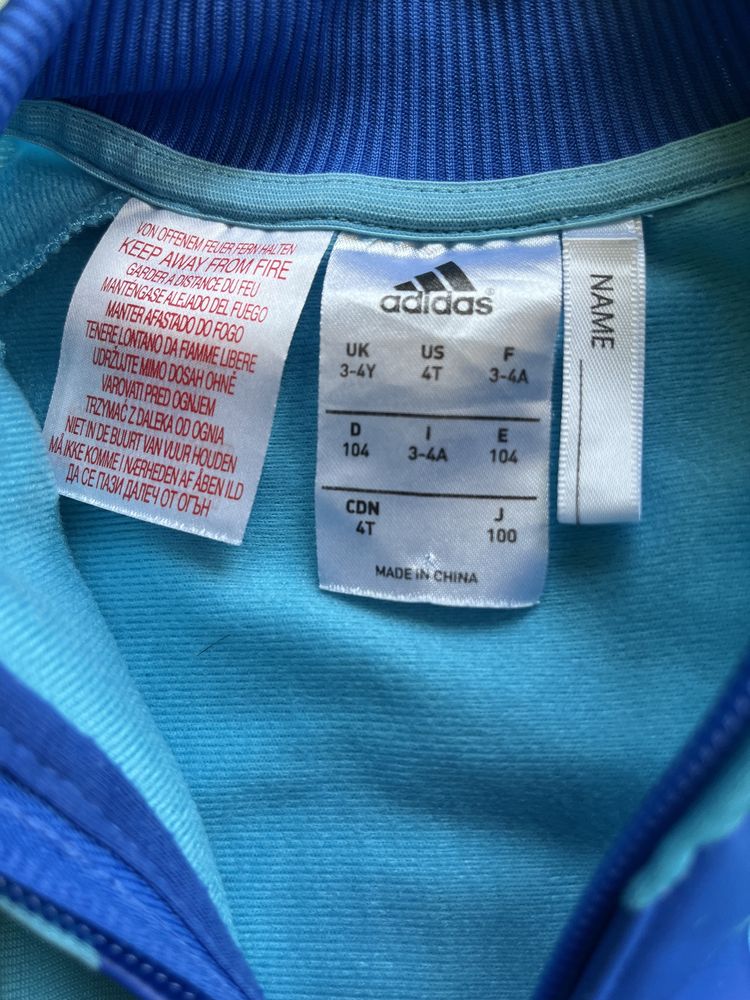 VON OFFENEM FEUER FERN HALTEN
KEEP AWAY FROM FIRE
GARDER A DISTANCE DU FEU
MANTÉNGASE ALEJADO DEL FUEGO
MANTER AFASTADO DO FOGO
TENERE LONTANO DA FIAMME LIBERE
UDRŽUJTE MIMO DOSAH OHNĚ
VAROVATI PRED OGNJEM
TRZYMAĆ Z DALEKA OD OGNIA
NIET IN DE BUURT VAN VUUR HOUDEN
MÅ IKKE KOMME I NÆRHEDEN AF ÅBEN ILD
ДА СЕ ПАЗИ ДАЛЕЧ ОТ ОГЪН
adidas®
UK US F
3-4Y 4T 3-4A
D I E
104 3-4A 104
CDN J
4T 100
MADE IN CHINA
NAME